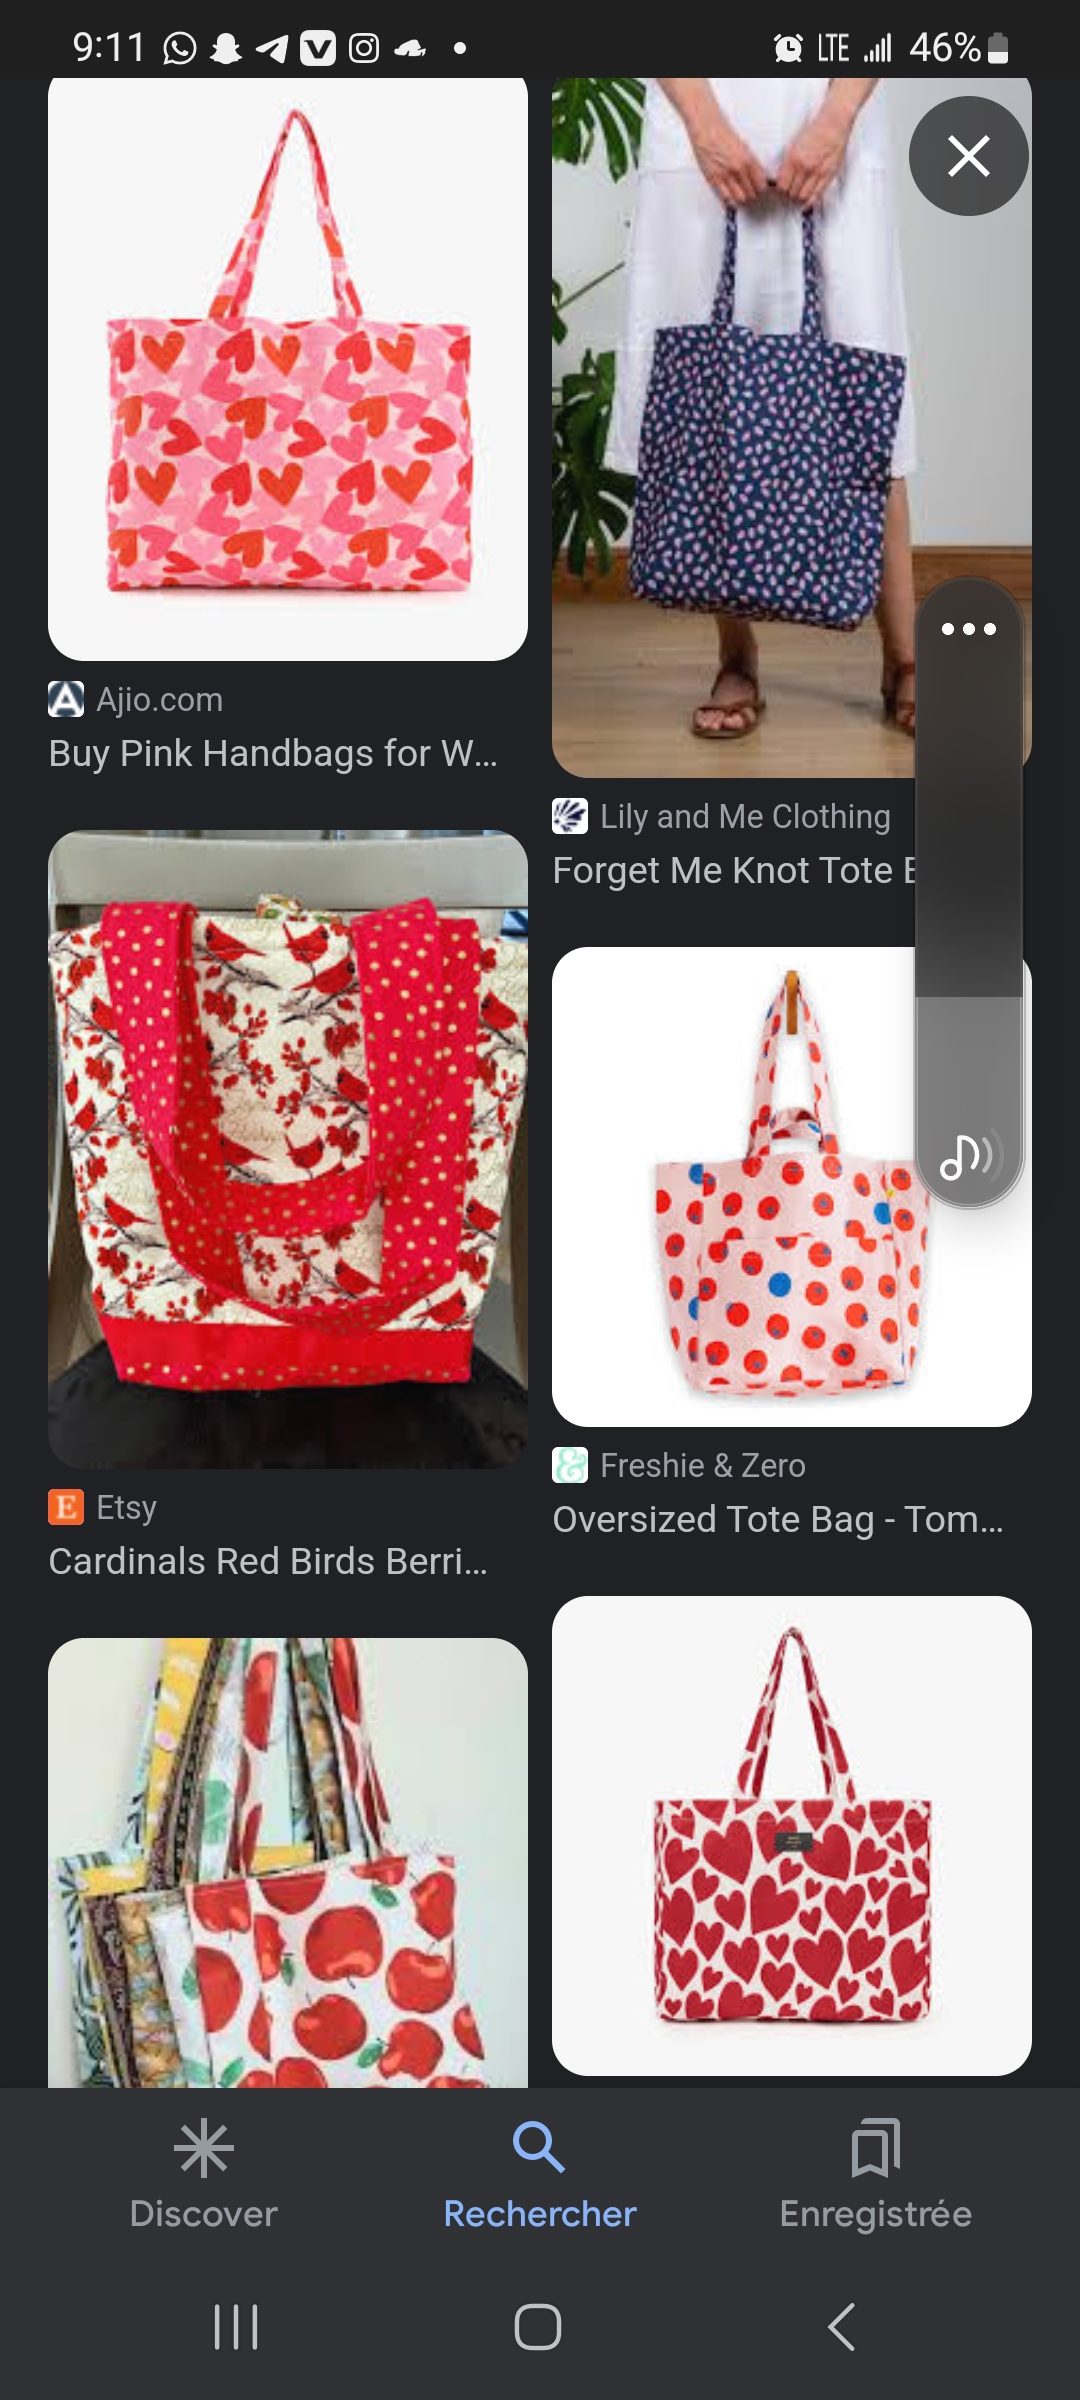 9:11
LTE
46%
Ajio.com
Buy Pink Handbags for W...
Lily and Me Clothing
Forget Me Knot Tote
Etsy
Cardinals Red Birds Berri...
Freshie & Zero
Oversized Tote Bag - Tom...
Discover
Rechercher
Enregistrée